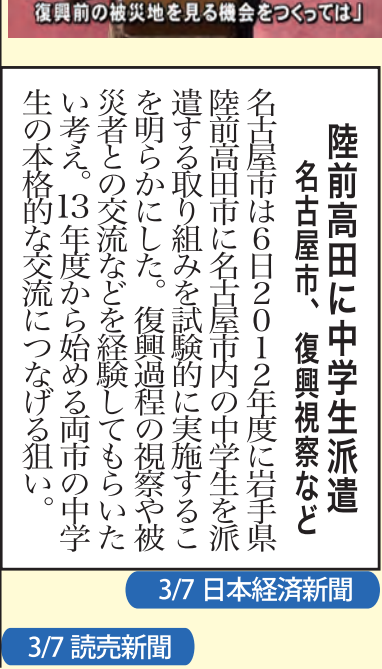 復興前の被災地を見る機会をつくっては」
陸前高田に中学生派遣
名古屋市、復興視察など
名古屋市は6日2012年度に岩手県
陸前高田市に名古屋市内の中学生を派
遣する取り組みを試験的に実施するこ
とを明らかにした。復興過程の視察や被
災者との交流などを経験してもらいた
い考え。13年度から始める両市の中学
生の本格的な交流につなげる狙い。
3/7 日本経済新聞
3/7 読売新聞